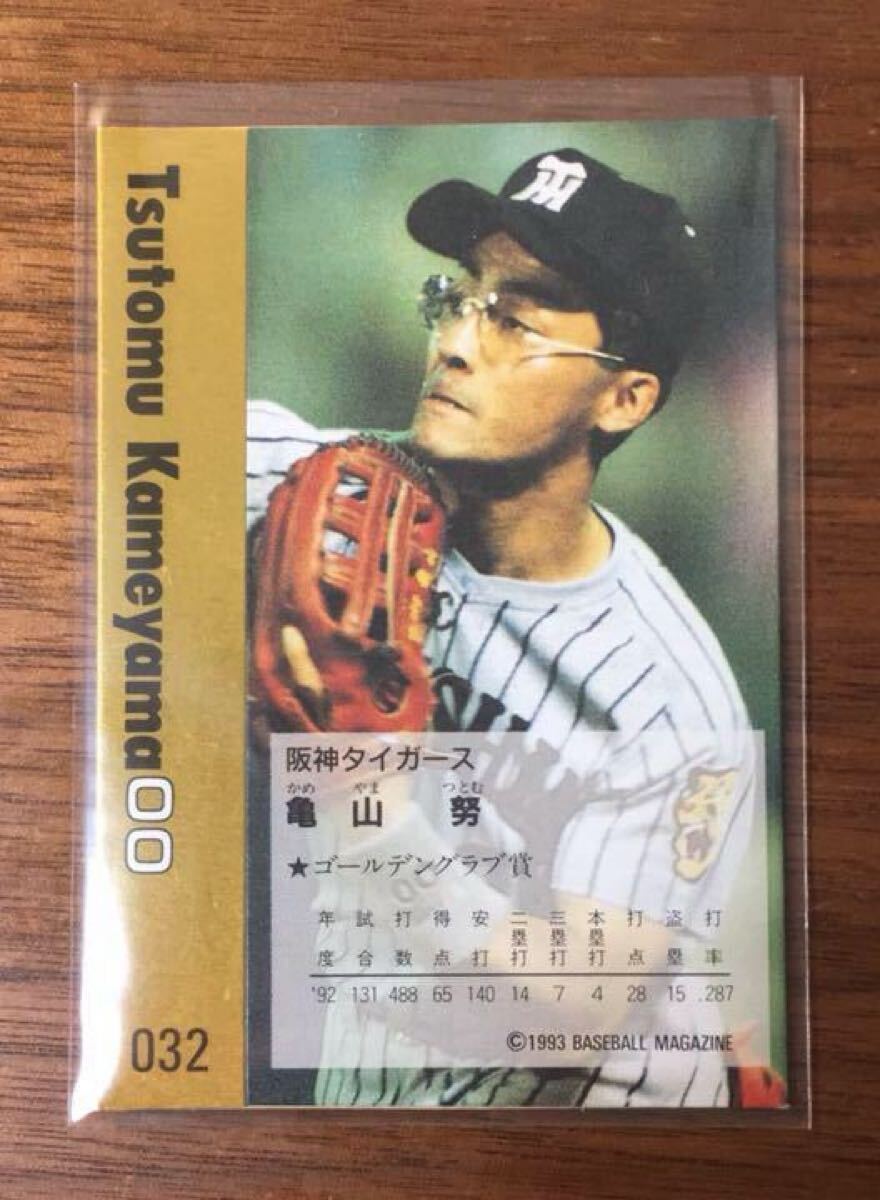 Tsutomu Kameyama 00
032
阪神タイガース
かめ やま つとむ
亀山 努
★ゴールデングラブ賞
年度 試合 打数 得点 安打 二塁打 三塁打 本塁打 打点 盗塁 打率
'92 131 488 65 140 14 7 4 28 15 .287
©1993 BASEBALL MAGAZINE